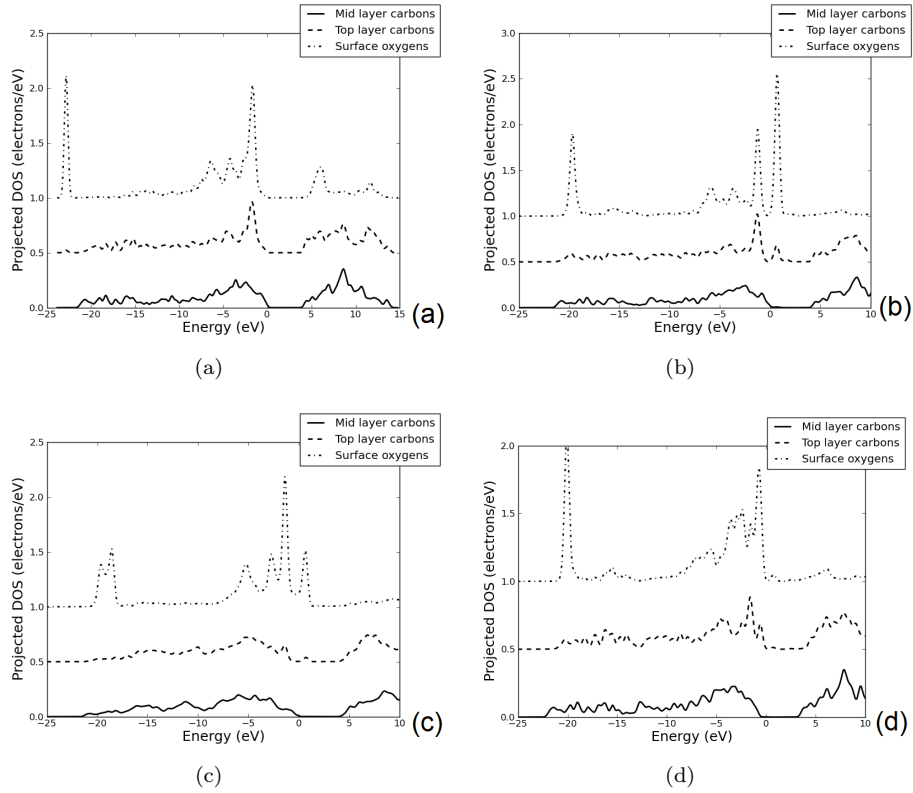 Mid layer carbons
Top layer carbons
Surface oxygens
Projected DOS (electrons/eV)
2.5
2.0
1.5
1.0
0.5
0.0
−25 −20 −15 −10 −5 0 5 10 15
Energy (eV)
(a)
(a)
Mid layer carbons
Top layer carbons
Surface oxygens
Projected DOS (electrons/eV)
3.0
2.5
2.0
1.5
1.0
0.5
0.0
−25 −20 −15 −10 −5 0 5 10
Energy (eV)
(b)
(b)
Mid layer carbons
Top layer carbons
Surface oxygens
Projected DOS (electrons/eV)
2.5
2.0
1.5
1.0
0.5
0.0
−25 −20 −15 −10 −5 0 5 10
Energy (eV)
(c)
(c)
Mid layer carbons
Top layer carbons
Surface oxygens
Projected DOS (electrons/eV)
2.0
1.5
1.0
0.5
0.0
−25 −20 −15 −10 −5 0 5 10
Energy (eV)
(d)
(d)